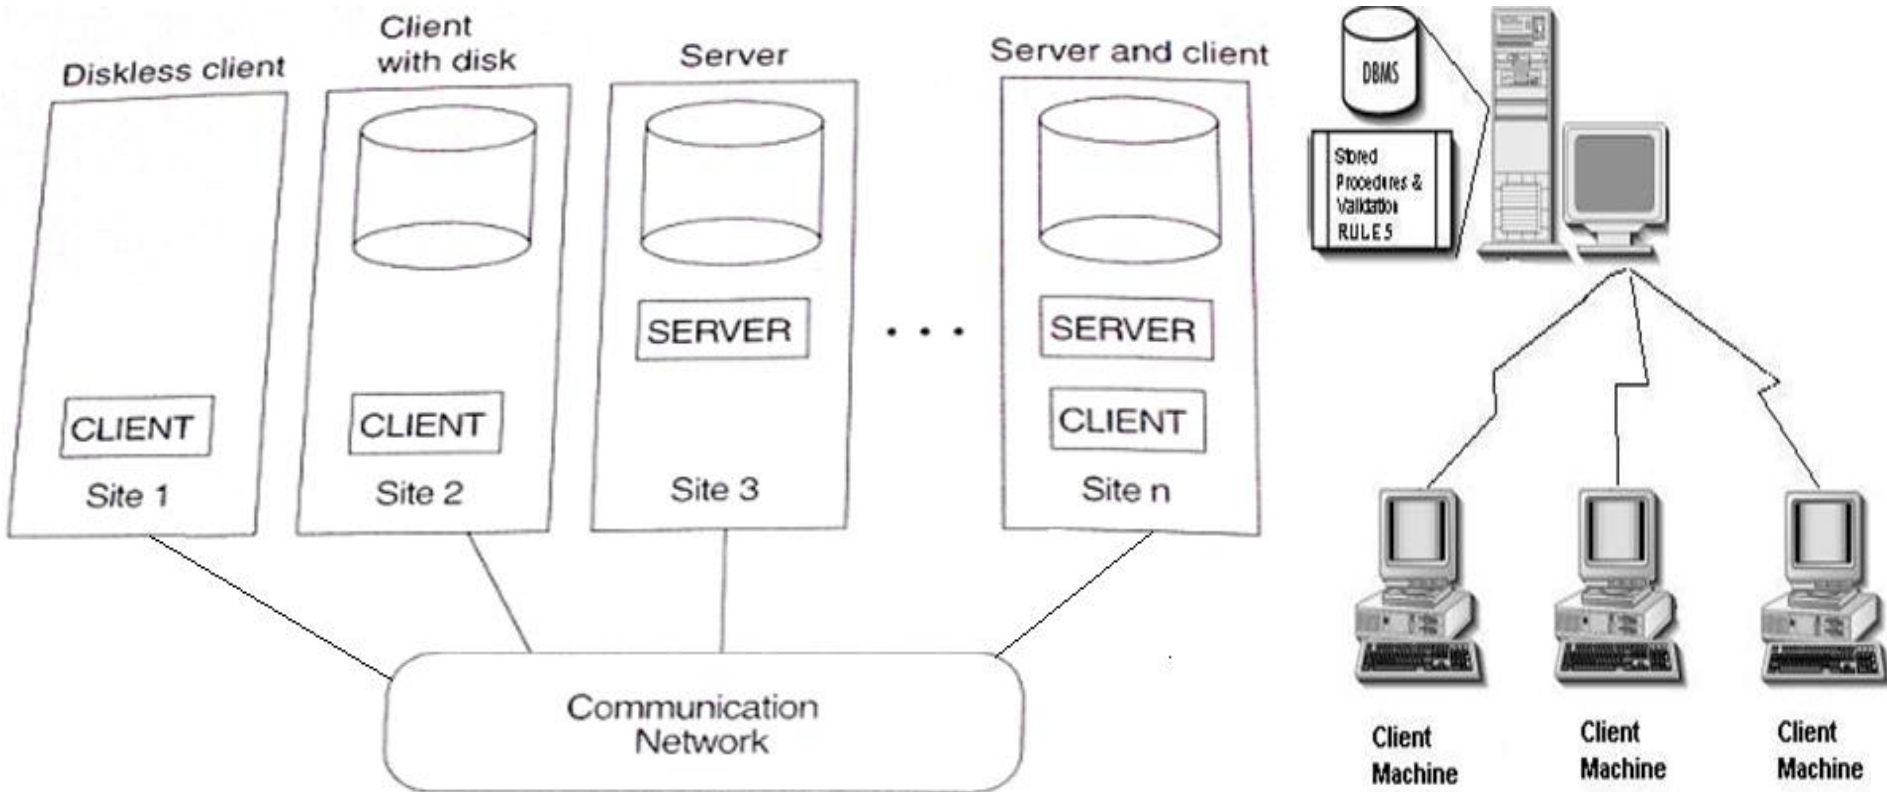 Diskless client
Client
with disk
Server
Server and client
CLIENT
Site 1
CLIENT
Site 2
SERVER
Site 3
. . .
SERVER
CLIENT
Site n
Communication
Network
DBMS
Stored
Procedures &
Validation
RULES
Client
Machine
Client
Machine
Client
Machine